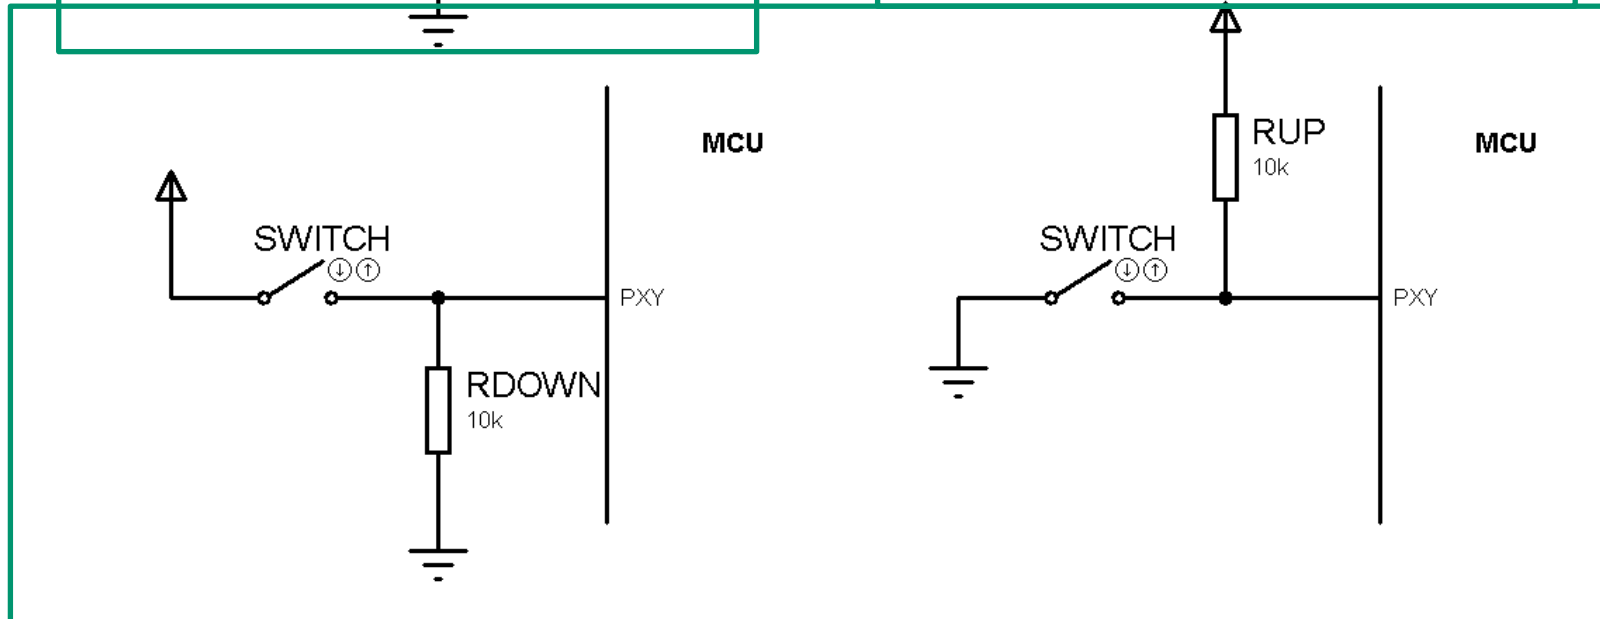 MCU
SWITCH
PXY
RDOWN
10k
RUP
10k
MCU
SWITCH
PXY